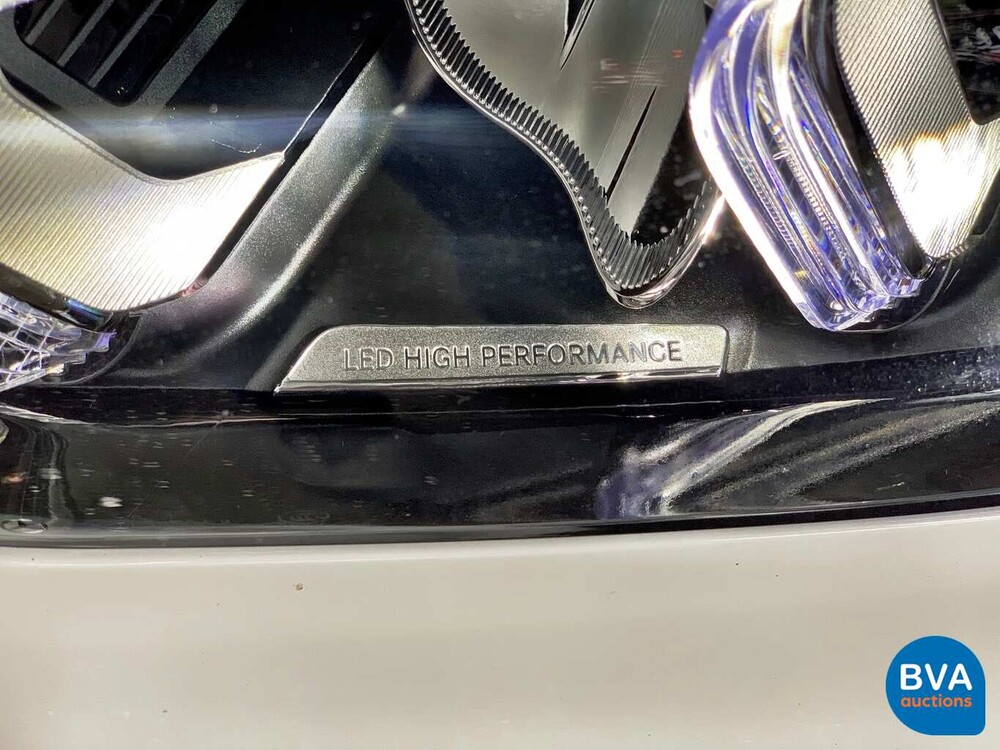 LED HIGH PERFORMANCE
BVA
auctions